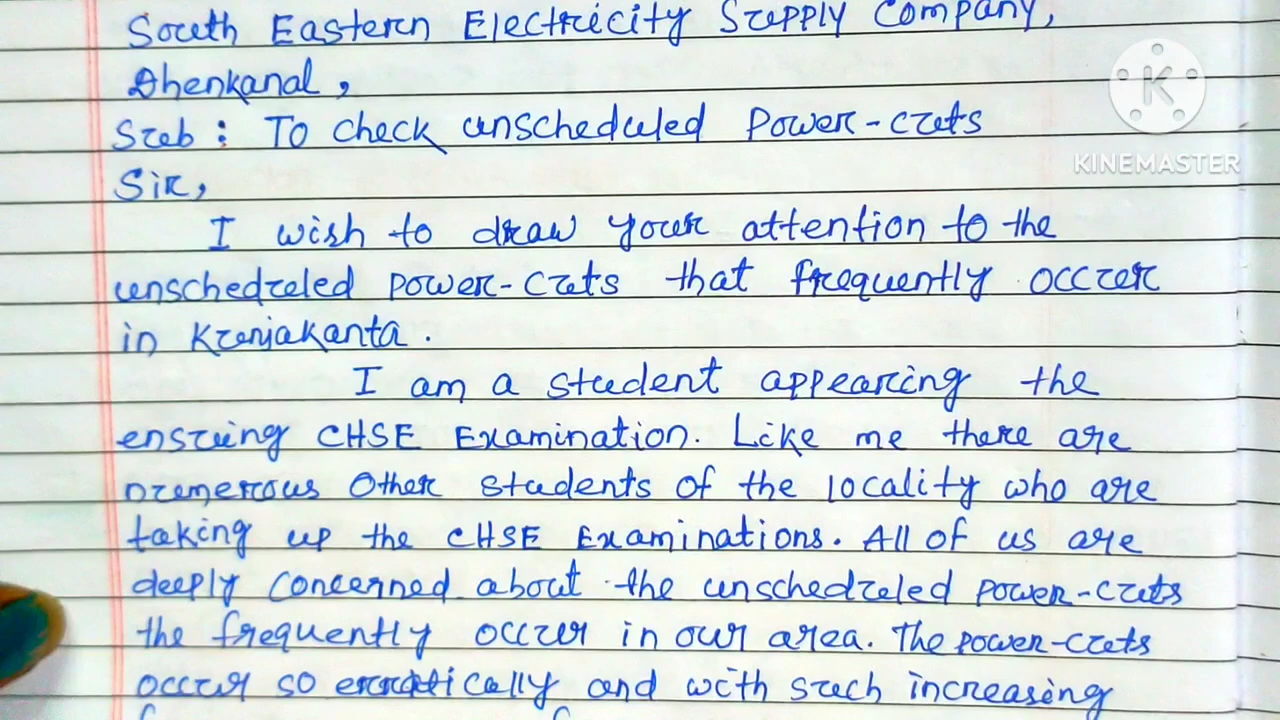 South Eastern Electricity Supply Company,
Dhenkanal,
Sub : To check unscheduled Power-cuts
Sir,
I wish to draw your attention to the
unscheduled power-cuts that frequently occur
in Kunjakanta.
I am a student appearing the
ensuing CHSE Examination. Like me there are
numerous other students of the locality who are
taking up the CHSE Examinations. All of us are
deeply concerned about the unscheduled power-cuts
the frequently occur in our area. The power-cuts
occur so erratically and with such increasing
KINEMASTER